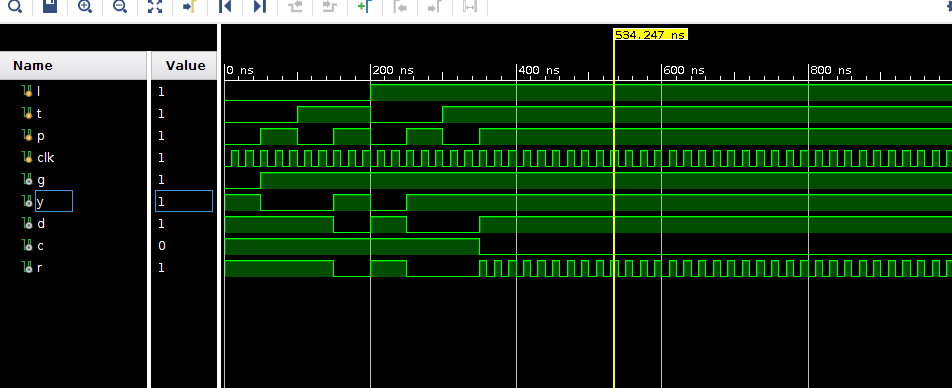 534.247 ns
Name Value
0 ns 200 ns 400 ns 600 ns 800 ns
l 1
t 1
p 1
clk 1
g 1
y 1
d 1
c 0
r 1